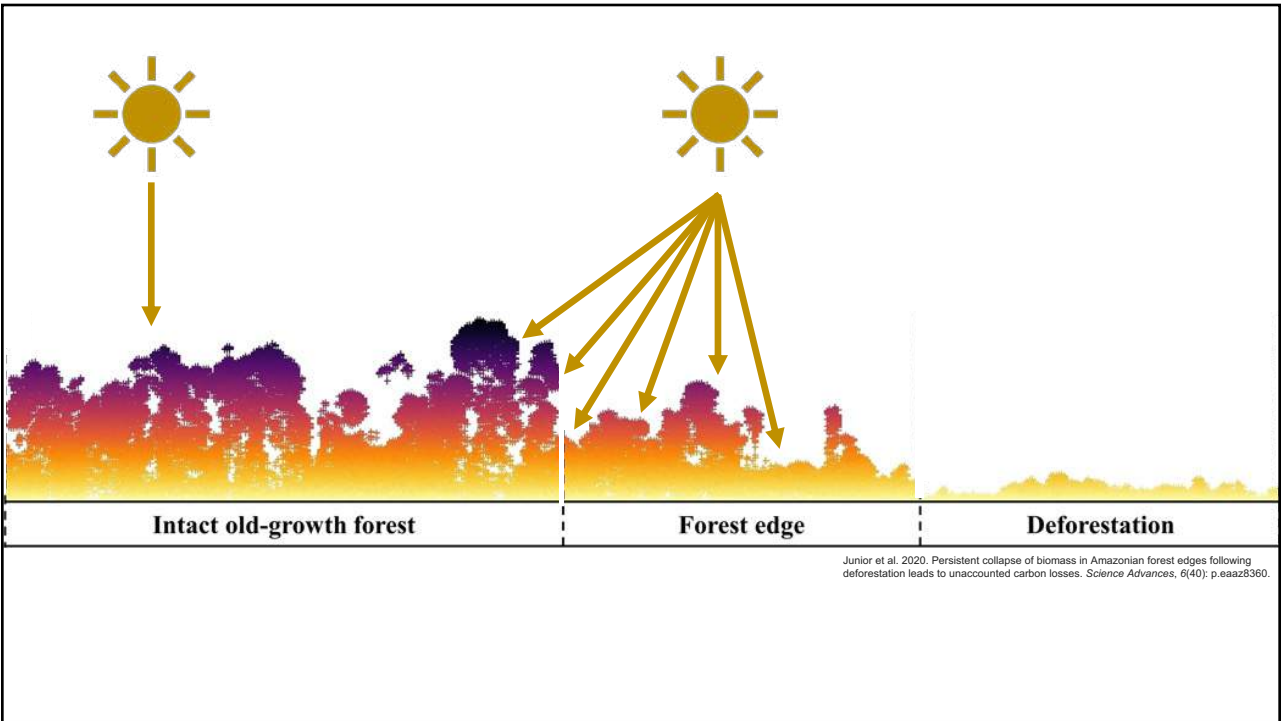 Intact old-growth forest
Forest edge
Deforestation
Junior et al. 2020. Persistent collapse of biomass in Amazonian forest edges following
deforestation leads to unaccounted carbon losses. Science Advances, 6(40): p.eaaz8360.